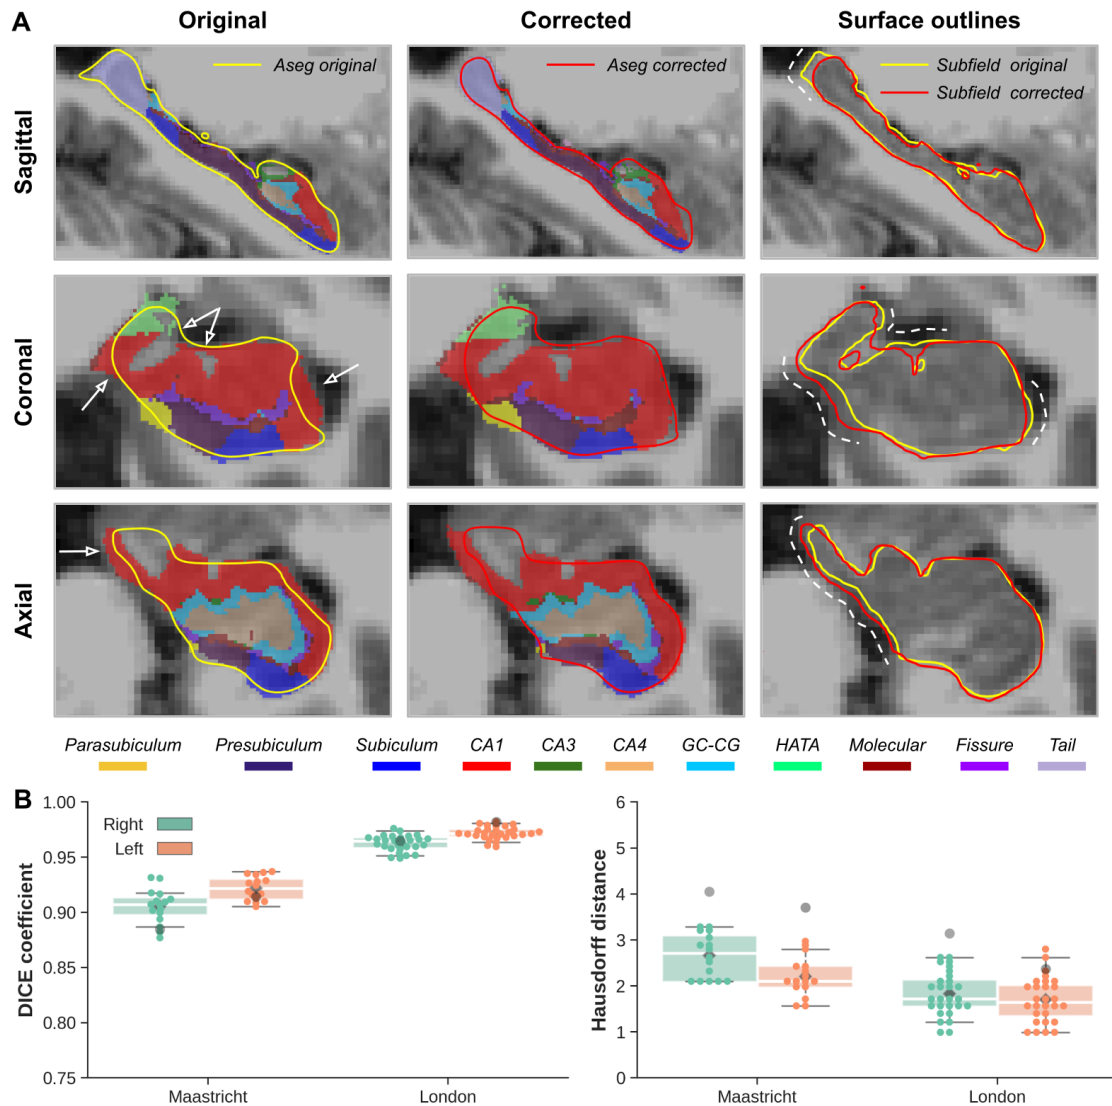 A
Original
Corrected
Surface outlines
Sagittal
Aseg original
Aseg corrected
Subfield original
Subfield corrected
Coronal
Axial
Parasubiculum
Presubiculum
Subiculum
CA1
CA3
CA4
GC-CG
HATA
Molecular
Fissure
Tail
B
DICE coefficient
1.00
0.95
0.90
0.85
0.80
0.75
Right
Left
Maastricht
London
Hausdorff distance
6
5
4
3
2
1
0
Maastricht
London